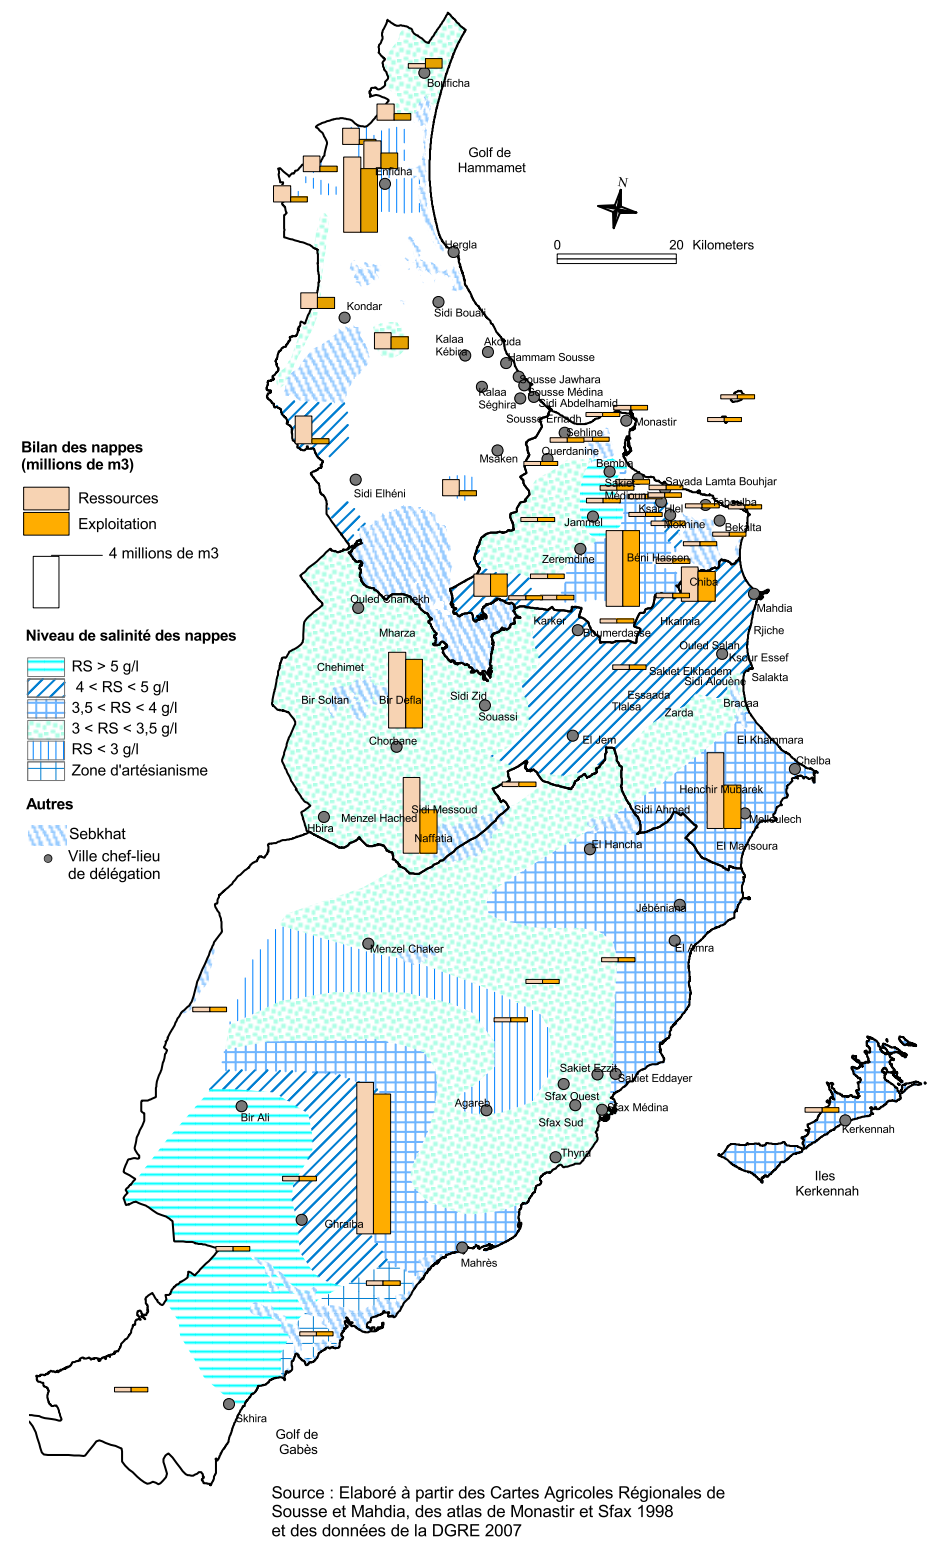 Bouficha
Golf de
Hammamet
N
Enfidha
0
20
Kilometers
Hergla
Kondar
Sidi Bouali
Kalaa
Kébira
Akouda
Hammam Sousse
Sousse Jawhara
Sousse Médina
Sidi Abdelhamid
Kalaa
Séghira
Sousse Erriadh
Monastir
Sehline
Ouerdanine
Msaken
Bembla
Sidi Elhéni
Sayada Lamta Bouhjar
Teboulba
Jammel
Moknine
Bekalta
Zeremdine
Béni Hassen
Chiba
Bilan des nappes
(millions de m3)
Ressources
Exploitation
4 millions de m3
Niveau de salinité des nappes
RS > 5 g/l
4 < RS < 5 g/l
3,5 < RS < 4 g/l
3 < RS < 3,5 g/l
RS < 3 g/l
Zone d'artésianisme
Autres
Sebkhat
Ville chef-lieu
de délégation
Ouled Chamekh
Mahdia
Karker
Hkaïmia
Mharza
Boumerdasse
Rjiche
Ouled Salah
Ksour Essef
Chehimet
Sakiet Elkhadem
Salakta
Sidi Alouène
Bir Soltan
Bir Defla
Sidi Zid
Essaada
Tlalsa
Bradaa
Souassi
Zarda
Chorbane
El Jem
El Khammara
Chelba
Henchir Mubarek
Sidi Messoud
Sidi Ahmed
Menzel Hached
Melloulech
Hbira
Naffatia
El Hancha
El Mansoura
Jébéniana
Menzel Chaker
El Amra
Sakiet Ezzit
Sakiet Eddayer
Agareb
Sfax Ouest
Sfax Médina
Bir Ali
Sfax Sud
Kerkennah
Thyna
Iles
Kerkennah
Ghraiba
Mahrès
Skhira
Golf de
Gabès
Source : Elaboré à partir des Cartes Agricoles Régionales de
Sousse et Mahdia, des atlas de Monastir et Sfax 1998
et des données de la DGRE 2007